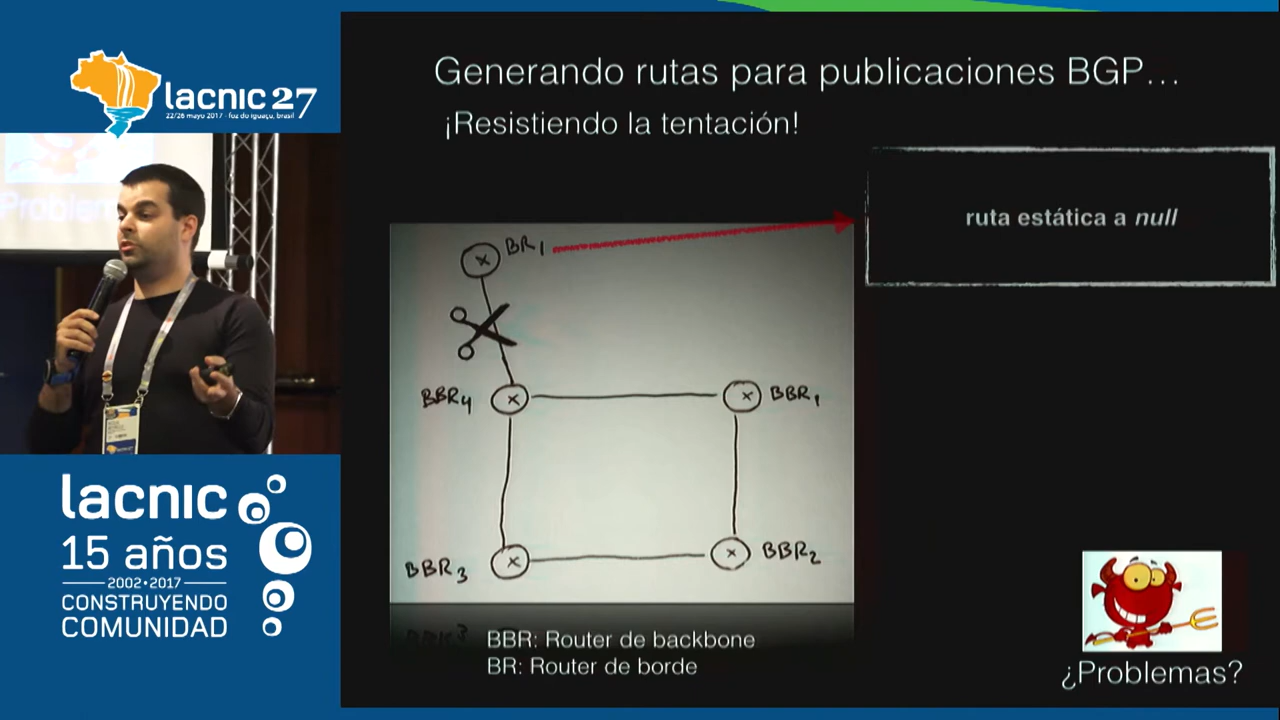 lacnic 27
22/26 mayo 2017 - foz do iguaçu, brasil
Problem
lacnic
15 años
2002•2017
CONSTRUYENDO
COMUNIDAD
Generando rutas para publicaciones BGP...
¡Resistiendo la tentación!
ruta estática a null
BR1
BBR4
BBR1
BBR3
BBR2
BBR: Router de backbone
BR: Router de borde
¿Problemas?